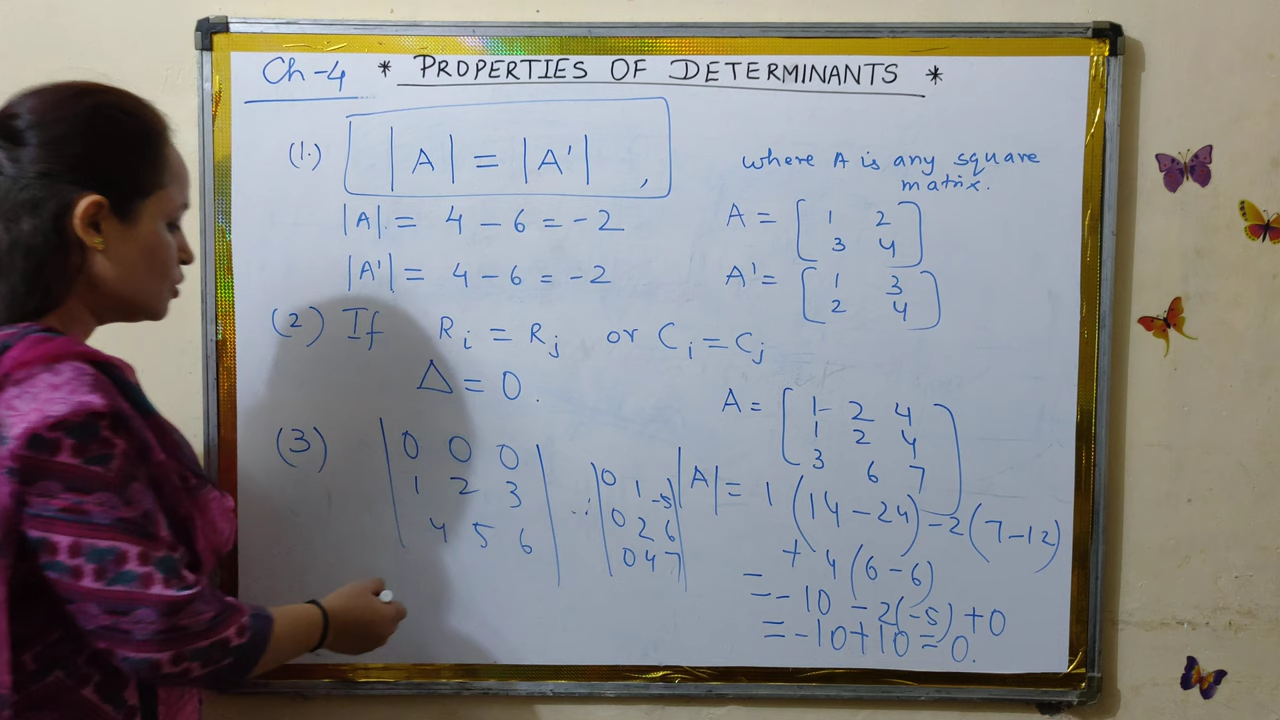 Ch-4 * PROPERTIES OF DETERMINANTS *
(1.) |A| = |A'| ,
where A is any square
matrix.
|A| = 4 - 6 = -2
A = [ 1 2
3 4 ]
|A'| = 4 - 6 = -2
A' = [ 1 3
2 4 ]
(2) If Ri = Rj or Ci = Cj
Δ = 0.
A = [ 1 2 4
1 2 4
3 6 7 ]
(3) | 0 0 0
1 2 3
4 5 6 |
| 0 1 -5
0 2 6
0 4 7 |
|A| = 1 (14 - 24) - 2 (7 - 12)
+ 4 (6 - 6)
= -10 - 2(-5) + 0
= -10 + 10 = 0.